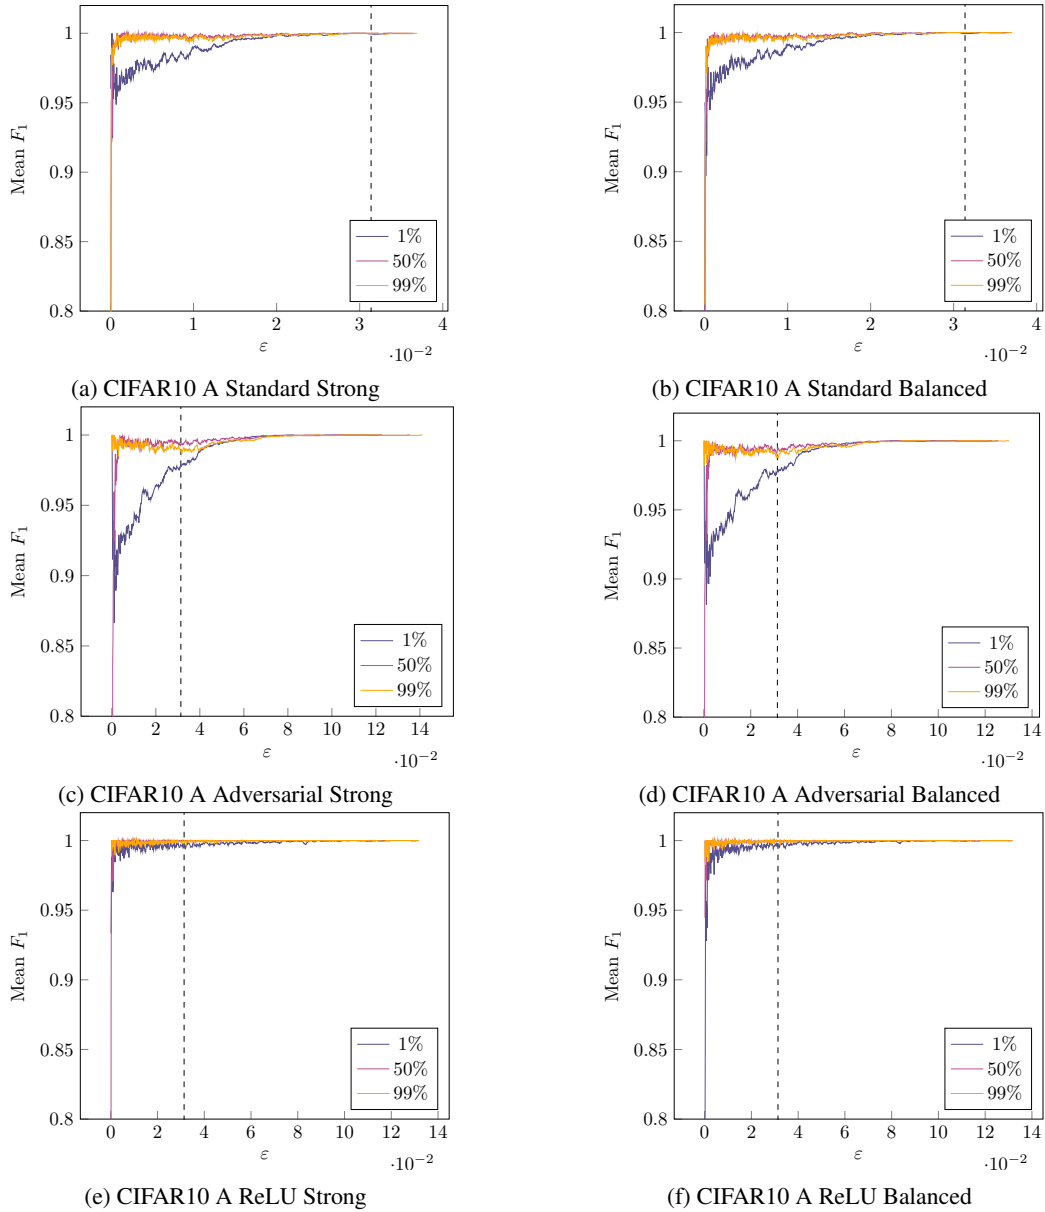 1
0.95
0.9
0.85
0.8
Mean F₁
0 1 2 3 4
ε
·10⁻²
1%
50%
99%
(a) CIFAR10 A Standard Strong
1
0.95
0.9
0.85
0.8
Mean F₁
0 1 2 3 4
ε
·10⁻²
1%
50%
99%
(b) CIFAR10 A Standard Balanced
1
0.95
0.9
0.85
0.8
Mean F₁
0 2 4 6 8 10 12 14
ε
·10⁻²
1%
50%
99%
(c) CIFAR10 A Adversarial Strong
1
0.95
0.9
0.85
0.8
Mean F₁
0 2 4 6 8 10 12 14
ε
·10⁻²
1%
50%
99%
(d) CIFAR10 A Adversarial Balanced
1
0.95
0.9
0.85
0.8
Mean F₁
0 2 4 6 8 10 12 14
ε
·10⁻²
1%
50%
99%
(e) CIFAR10 A ReLU Strong
1
0.95
0.9
0.85
0.8
Mean F₁
0 2 4 6 8 10 12 14
ε
·10⁻²
1%
50%
99%
(f) CIFAR10 A ReLU Balanced